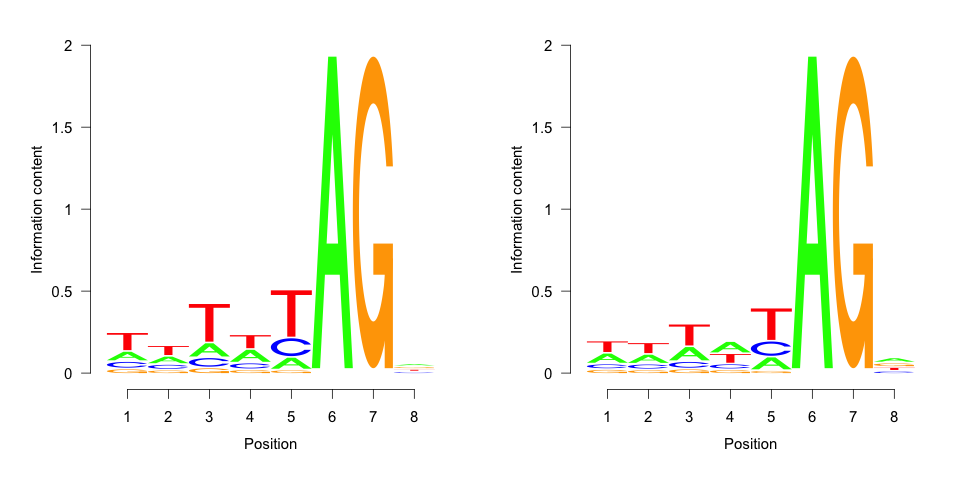 2
1.5
1
0.5
0
Information content
T T T T T A G A
A A A A C A
C C C C A T
G G G G G C
1 2 3 4 5 6 7 8
Position
2
1.5
1
0.5
0
Information content
T T T A T A G A
A A A T C G
C C C C A T
G G G G G C
1 2 3 4 5 6 7 8
Position